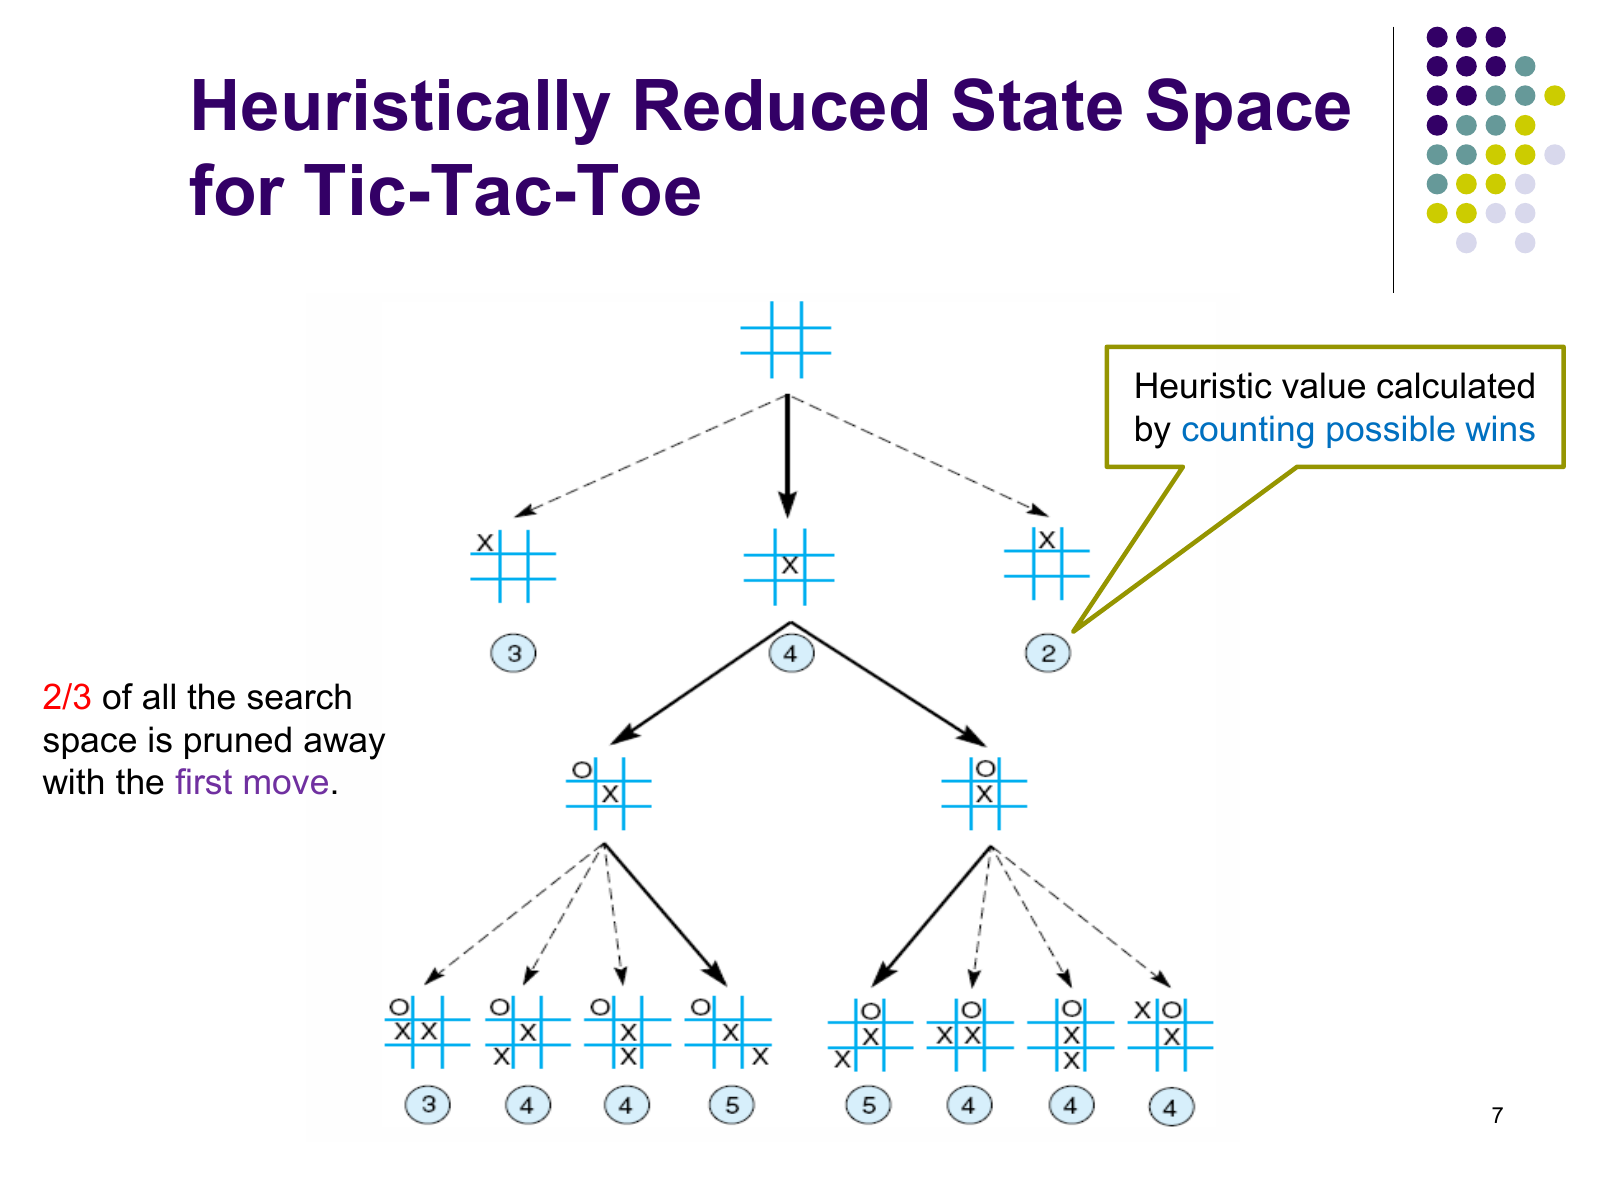 Heuristically Reduced State Space
for Tic-Tac-Toe
Heuristic value calculated
by counting possible wins
X
X
X
3
4
2
2/3 of all the search
space is pruned away
with the first move.
O
X
O
X
O
X X
O
X
X
O
X
X
O
X
X
O
X
X
O
X X
O
X
X
X O
X
3
4
4
5
5
4
4
4
7